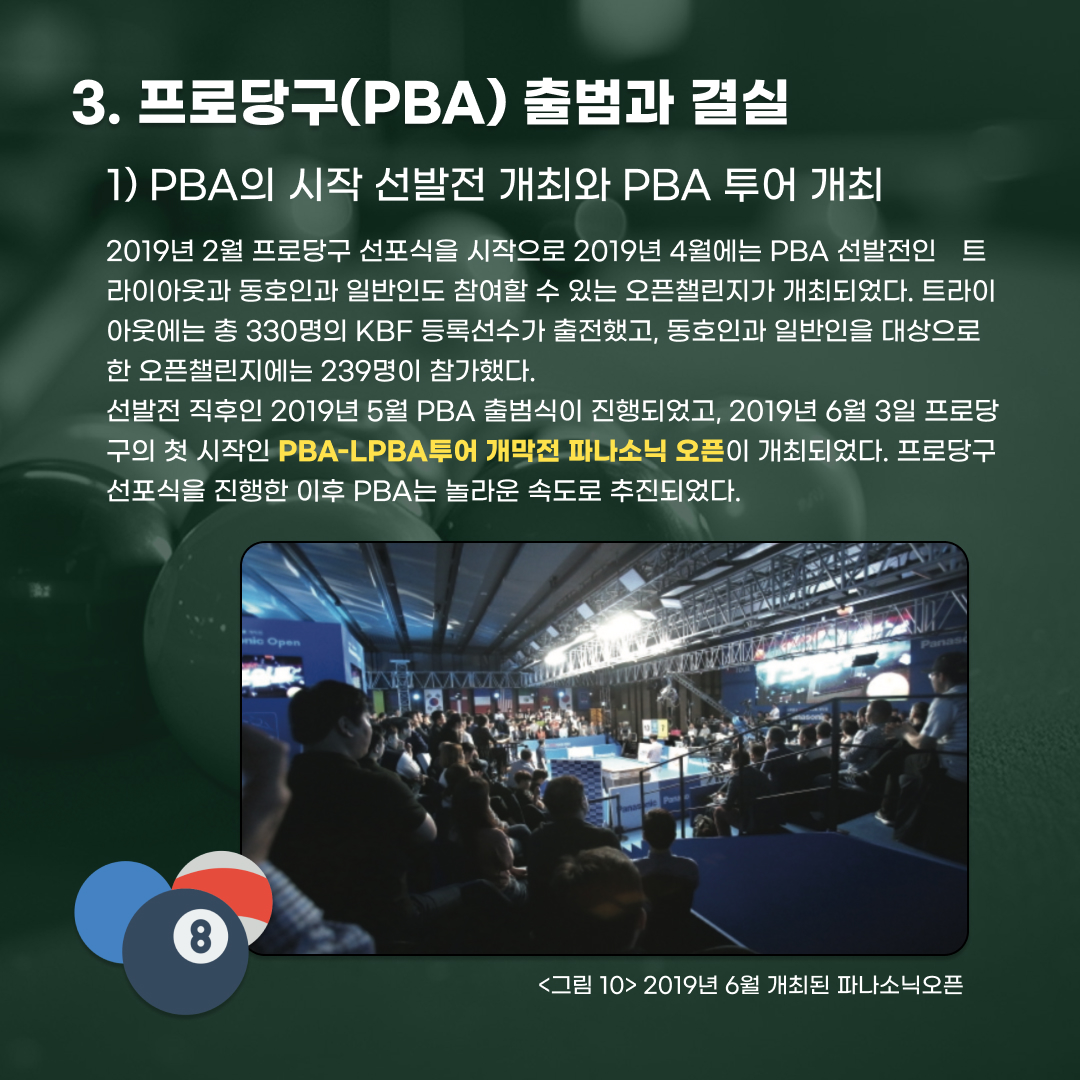 3. 프로당구(PBA) 출범과 결실
1) PBA의 시작 선발전 개최와 PBA 투어 개최
2019년 2월 프로당구 선포식을 시작으로 2019년 4월에는 PBA 선발전인 트
라이아웃과 동호인과 일반인도 참여할 수 있는 오픈챌린지가 개최되었다. 트라이
아웃에는 총 330명의 KBF 등록선수가 출전했고, 동호인과 일반인을 대상으로
한 오픈챌린지에는 239명이 참가했다.
선발전 직후인 2019년 5월 PBA 출범식이 진행되었고, 2019년 6월 3일 프로당
구의 첫 시작인 PBA-LPBA투어 개막전 파나소닉 오픈이 개최되었다. 프로당구
선포식을 진행한 이후 PBA는 놀라운 속도로 추진되었다.
nic Open
Panaso
Panasonic
8
<그림 10> 2019년 6월 개최된 파나소닉오픈